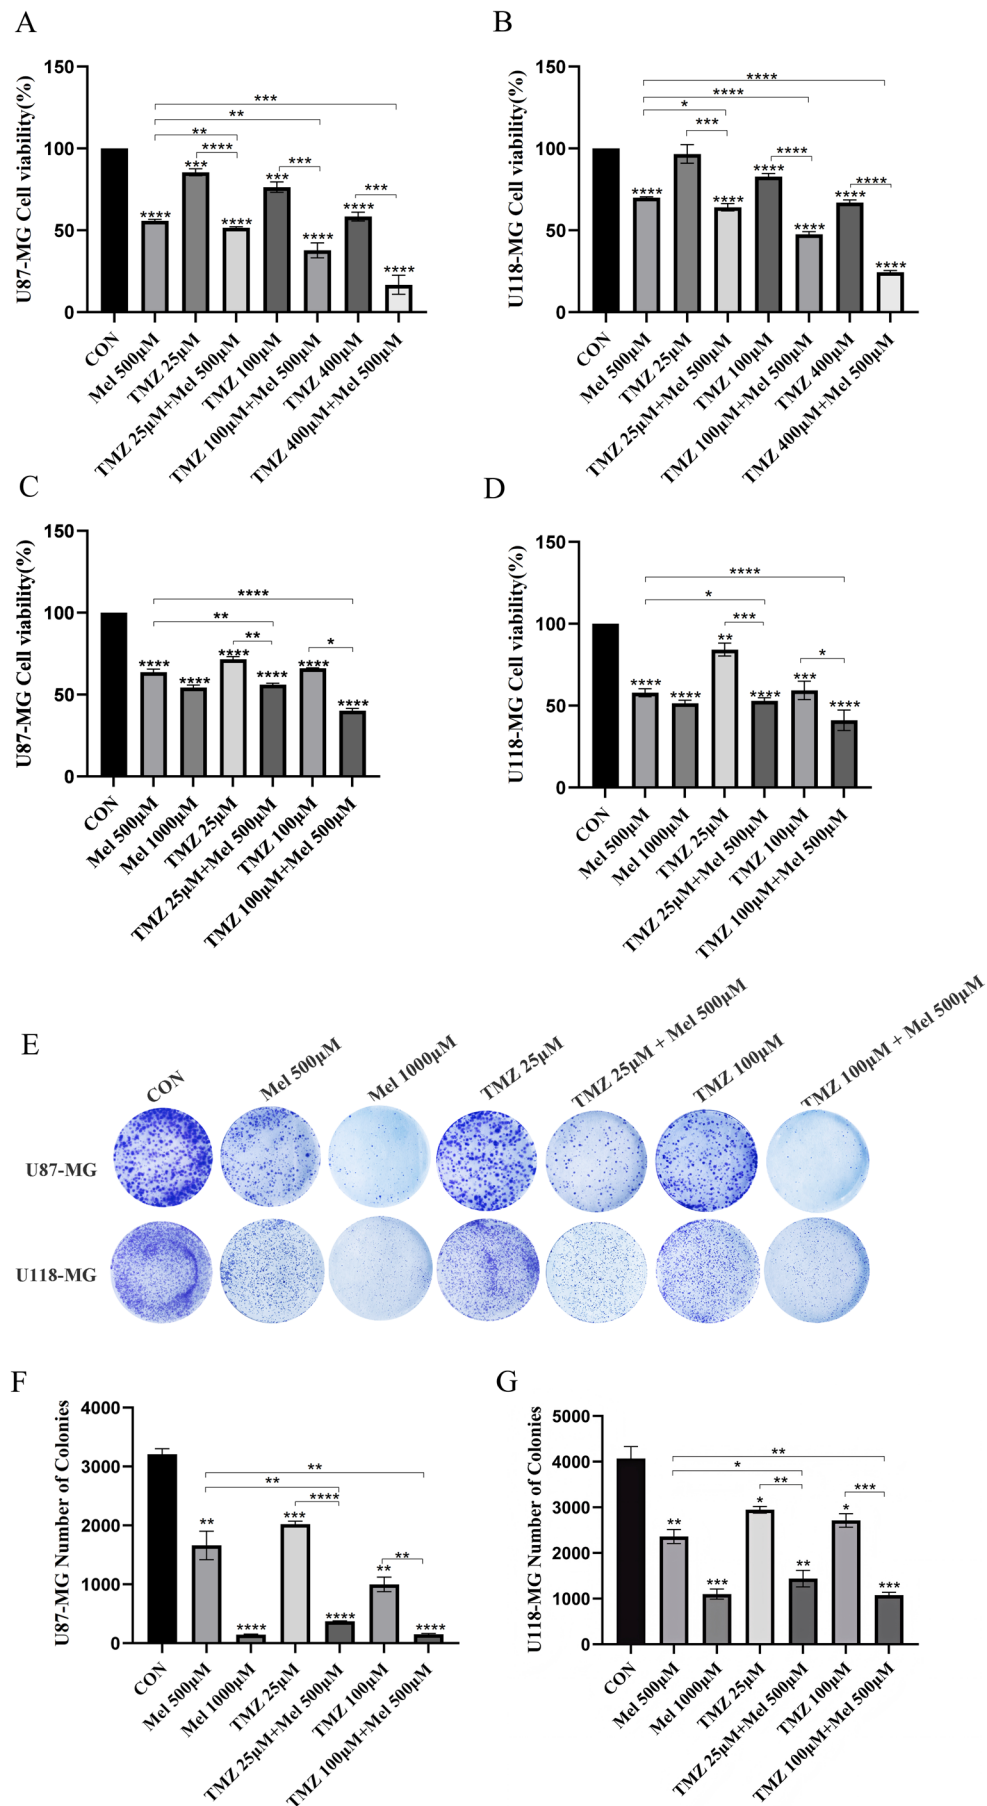 A
U87-MG Cell viability(%)
150
100
50
0
***
**
**
****
***
***
****
***
****
****
****
****
****
CON
Mel 500μM
TMZ 25μM
TMZ 25μM+Mel 500μM
TMZ 100μM
TMZ 100μM+Mel 500μM
TMZ 400μM
TMZ 400μM+Mel 500μM
B
U118-MG Cell viability(%)
150
100
50
0
****
****
*
***
****
****
****
****
****
****
****
****
CON
Mel 500μM
TMZ 25μM
TMZ 25μM+Mel 500μM
TMZ 100μM
TMZ 100μM+Mel 500μM
TMZ 400μM
TMZ 400μM+Mel 500μM
C
U87-MG Cell viability(%)
150
100
50
0
****
**
**
*
****
****
****
****
****
****
CON
Mel 500μM
Mel 1000μM
TMZ 25μM
TMZ 25μM+Mel 500μM
TMZ 100μM
TMZ 100μM+Mel 500μM
D
U118-MG Cell viability(%)
150
100
50
0
****
*
***
**
*
****
****
****
***
****
CON
Mel 500μM
Mel 1000μM
TMZ 25μM
TMZ 25μM+Mel 500μM
TMZ 100μM
TMZ 100μM+Mel 500μM
E
CON
Mel 500μM
Mel 1000μM
TMZ 25μM
TMZ 25μM + Mel 500μM
TMZ 100μM
TMZ 100μM + Mel 500μM
U87-MG
U118-MG
F
U87-MG Number of Colonies
4000
3000
2000
1000
0
**
**
****
***
**
**
**
****
****
****
CON
Mel 500μM
Mel 1000μM
TMZ 25μM
TMZ 25μM+Mel 500μM
TMZ 100μM
TMZ 100μM+Mel 500μM
G
U118-MG Number of Colonies
5000
4000
3000
2000
1000
0
**
*
**
***
*
*
**
***
**
***
CON
Mel 500μM
Mel 1000μM
TMZ 25μM
TMZ 25μM+Mel 500μM
TMZ 100μM
TMZ 100μM+Mel 500μM